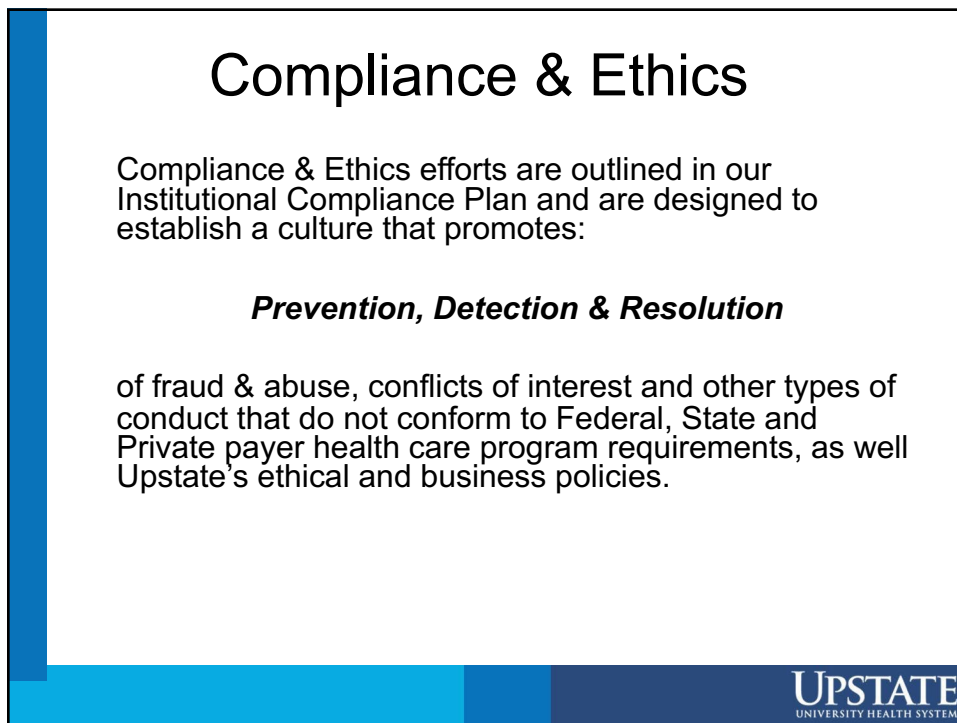 Compliance & Ethics
Compliance & Ethics efforts are outlined in our
Institutional Compliance Plan and are designed to
establish a culture that promotes:
Prevention, Detection & Resolution
of fraud & abuse, conflicts of interest and other types of
conduct that do not conform to Federal, State and
Private payer health care program requirements, as well
Upstate’s ethical and business policies.
UPSTATE
UNIVERSITY HEALTH SYSTEM